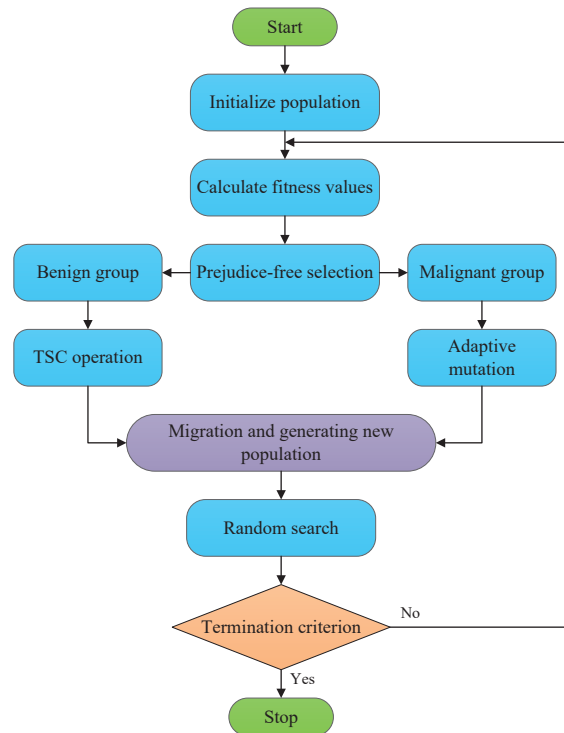 Start
Initialize population
Calculate fitness values
Benign group
Prejudice-free selection
Malignant group
TSC operation
Adaptive
mutation
Migration and generating new
population
Random search
Termination criterion
No
Yes
Stop